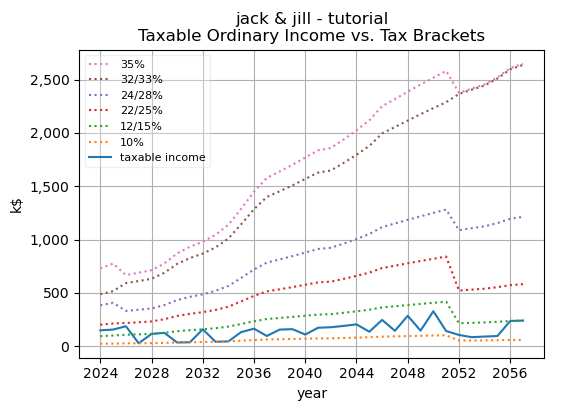 jack & jill - tutorial
Taxable Ordinary Income vs. Tax Brackets
35%
32/33%
24/28%
22/25%
12/15%
10%
taxable income
k$
2,500
2,000
1,500
1,000
500
0
2024 2028 2032 2036 2040 2044 2048 2052 2056
year